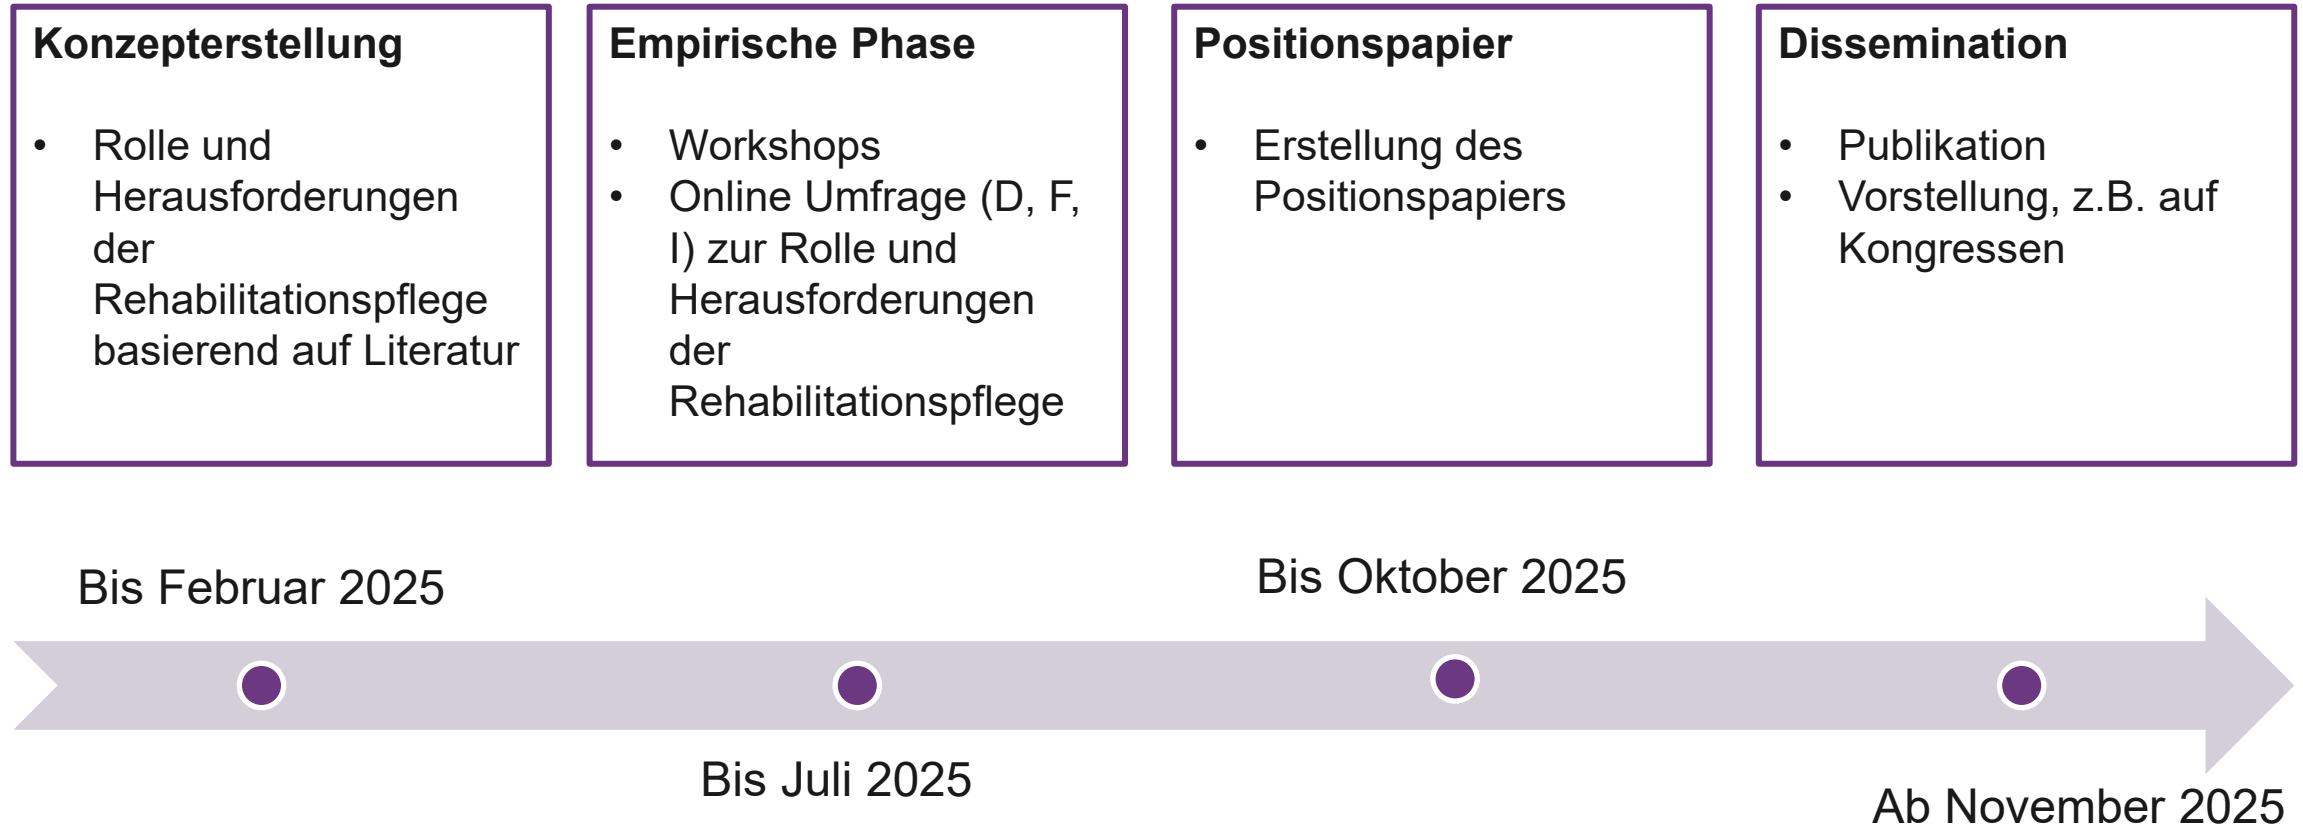 Konzepterstellung
• Rolle und
Herausforderungen
der
Rehabilitationspflege
basierend auf Literatur
Empirische Phase
• Workshops
• Online Umfrage (D, F,
I) zur Rolle und
Herausforderungen
der
Rehabilitationspflege
Positionspapier
• Erstellung des
Positionspapiers
Dissemination
• Publikation
• Vorstellung, z.B. auf
Kongressen
Bis Februar 2025
Bis Juli 2025
Bis Oktober 2025
Ab November 2025